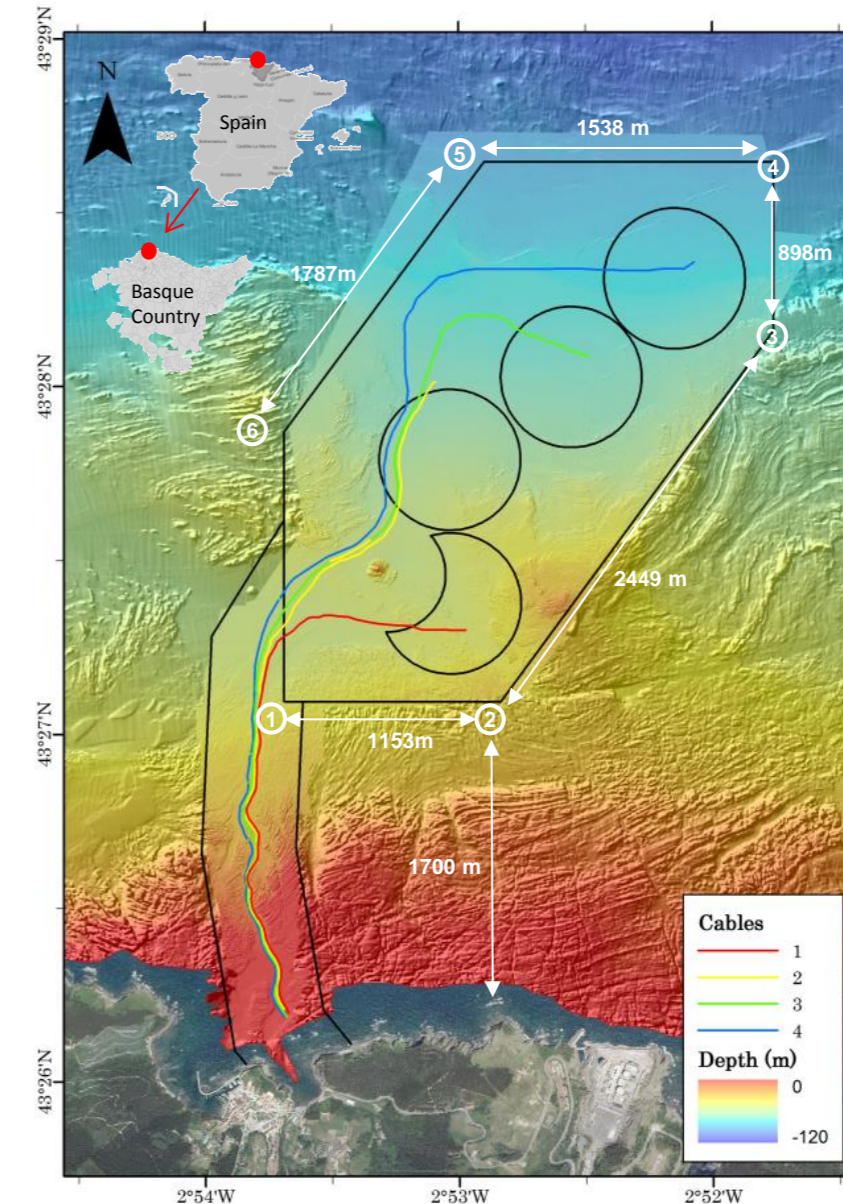 43°29'N
N
Spain
Basque
Country
1538 m
5
4
1787m
898m
3
43°28'N
6
2449 m
1
2
1153m
43°27'N
1700 m
Cables
1
2
3
4
Depth (m)
0
-120
43°26'N
2°54'W
2°53'W
2°52'W